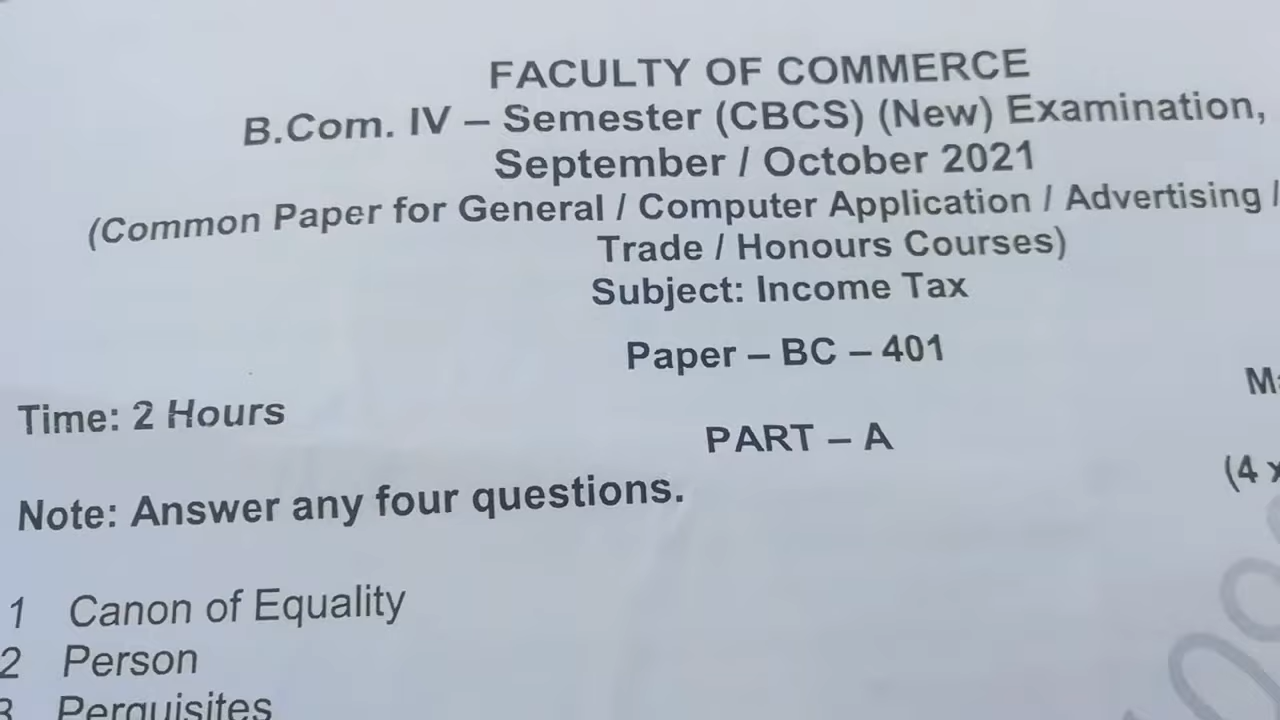 FACULTY OF COMMERCE
B.Com. IV – Semester (CBCS) (New) Examination,
September / October 2021
(Common Paper for General / Computer Application / Advertising /
Trade / Honours Courses)
Subject: Income Tax
Paper – BC – 401
Time: 2 Hours
PART – A
(4 x
Note: Answer any four questions.
1 Canon of Equality
2 Person
3 Perquisites